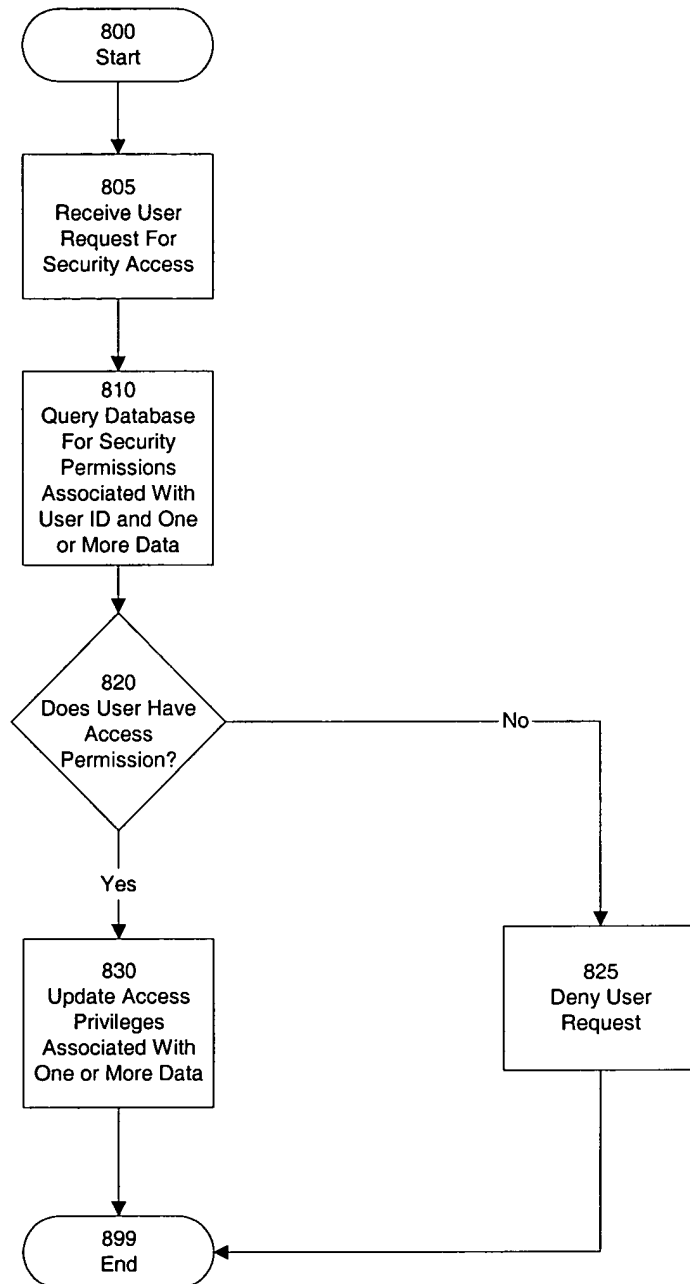 800
Start
805
Receive User
Request For
Security Access
810
Query Database
For Security
Permissions
Associated With
User ID and One
or More Data
820
Does User Have
Access
Permission?
No
Yes
830
Update Access
Privileges
Associated With
One or More Data
825
Deny User
Request
899
End